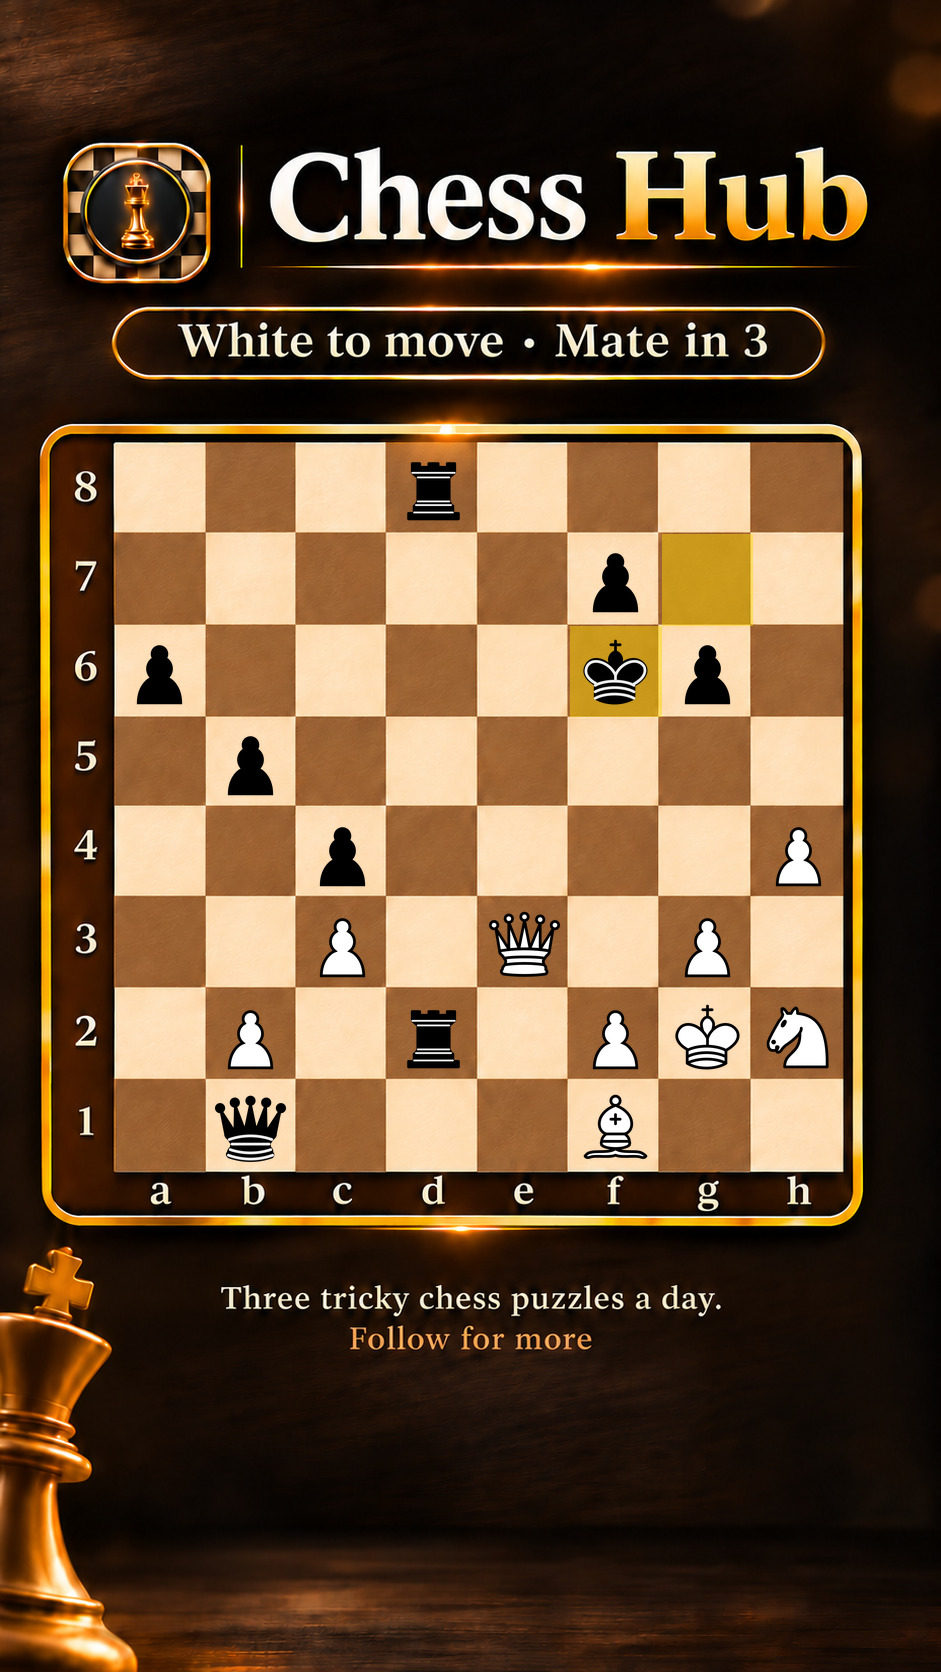 Chess Hub
White to move • Mate in 3
8
7
6
5
4
3
2
1
a b c d e f g h
Three tricky chess puzzles a day.
Follow for more